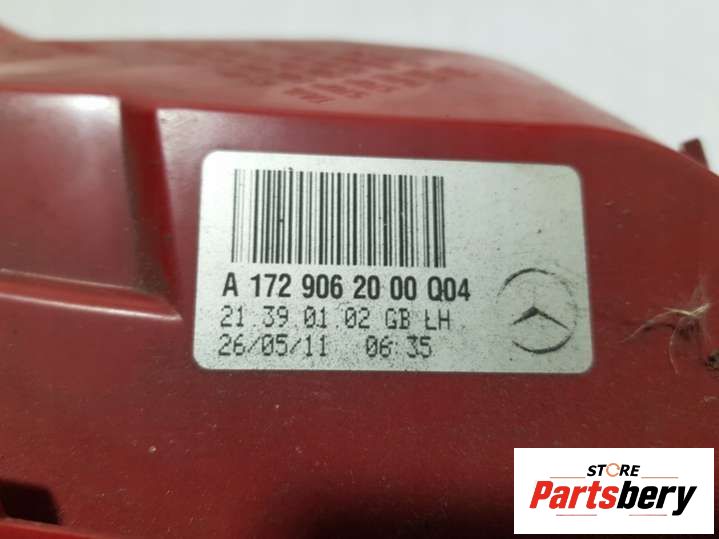 A 172 906 20 00 Q04
21.39.01.02 GB LH
26/05/11 06:35
STORE
Partsbery